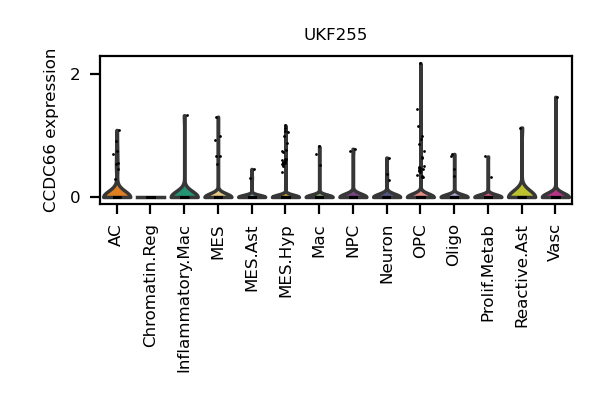 UKF255
CCDC66 expression
2
0
AC
Chromatin.Reg
Inflammatory.Mac
MES
MES.Ast
MES.Hyp
Mac
NPC
Neuron
OPC
Oligo
Prolif.Metab
Reactive.Ast
Vasc